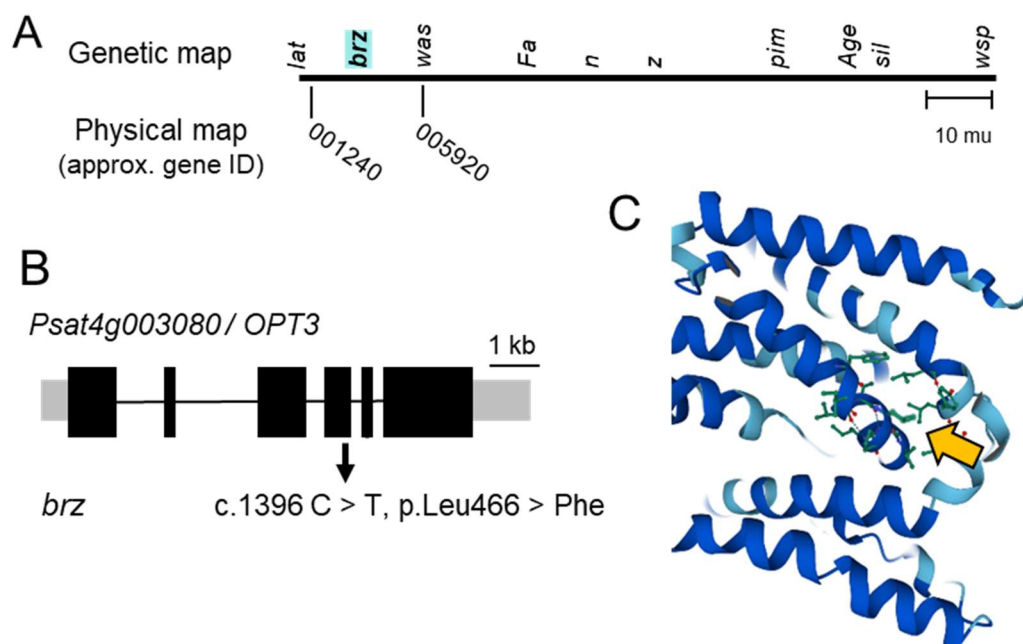 A
Genetic map
lat brz was Fa n z pim Age sil wsp
Physical map
(approx. gene ID)
001240 005920
10 mu
B
Psat4g003080 / OPT3
1 kb
brz
c.1396 C > T, p.Leu466 > Phe
C